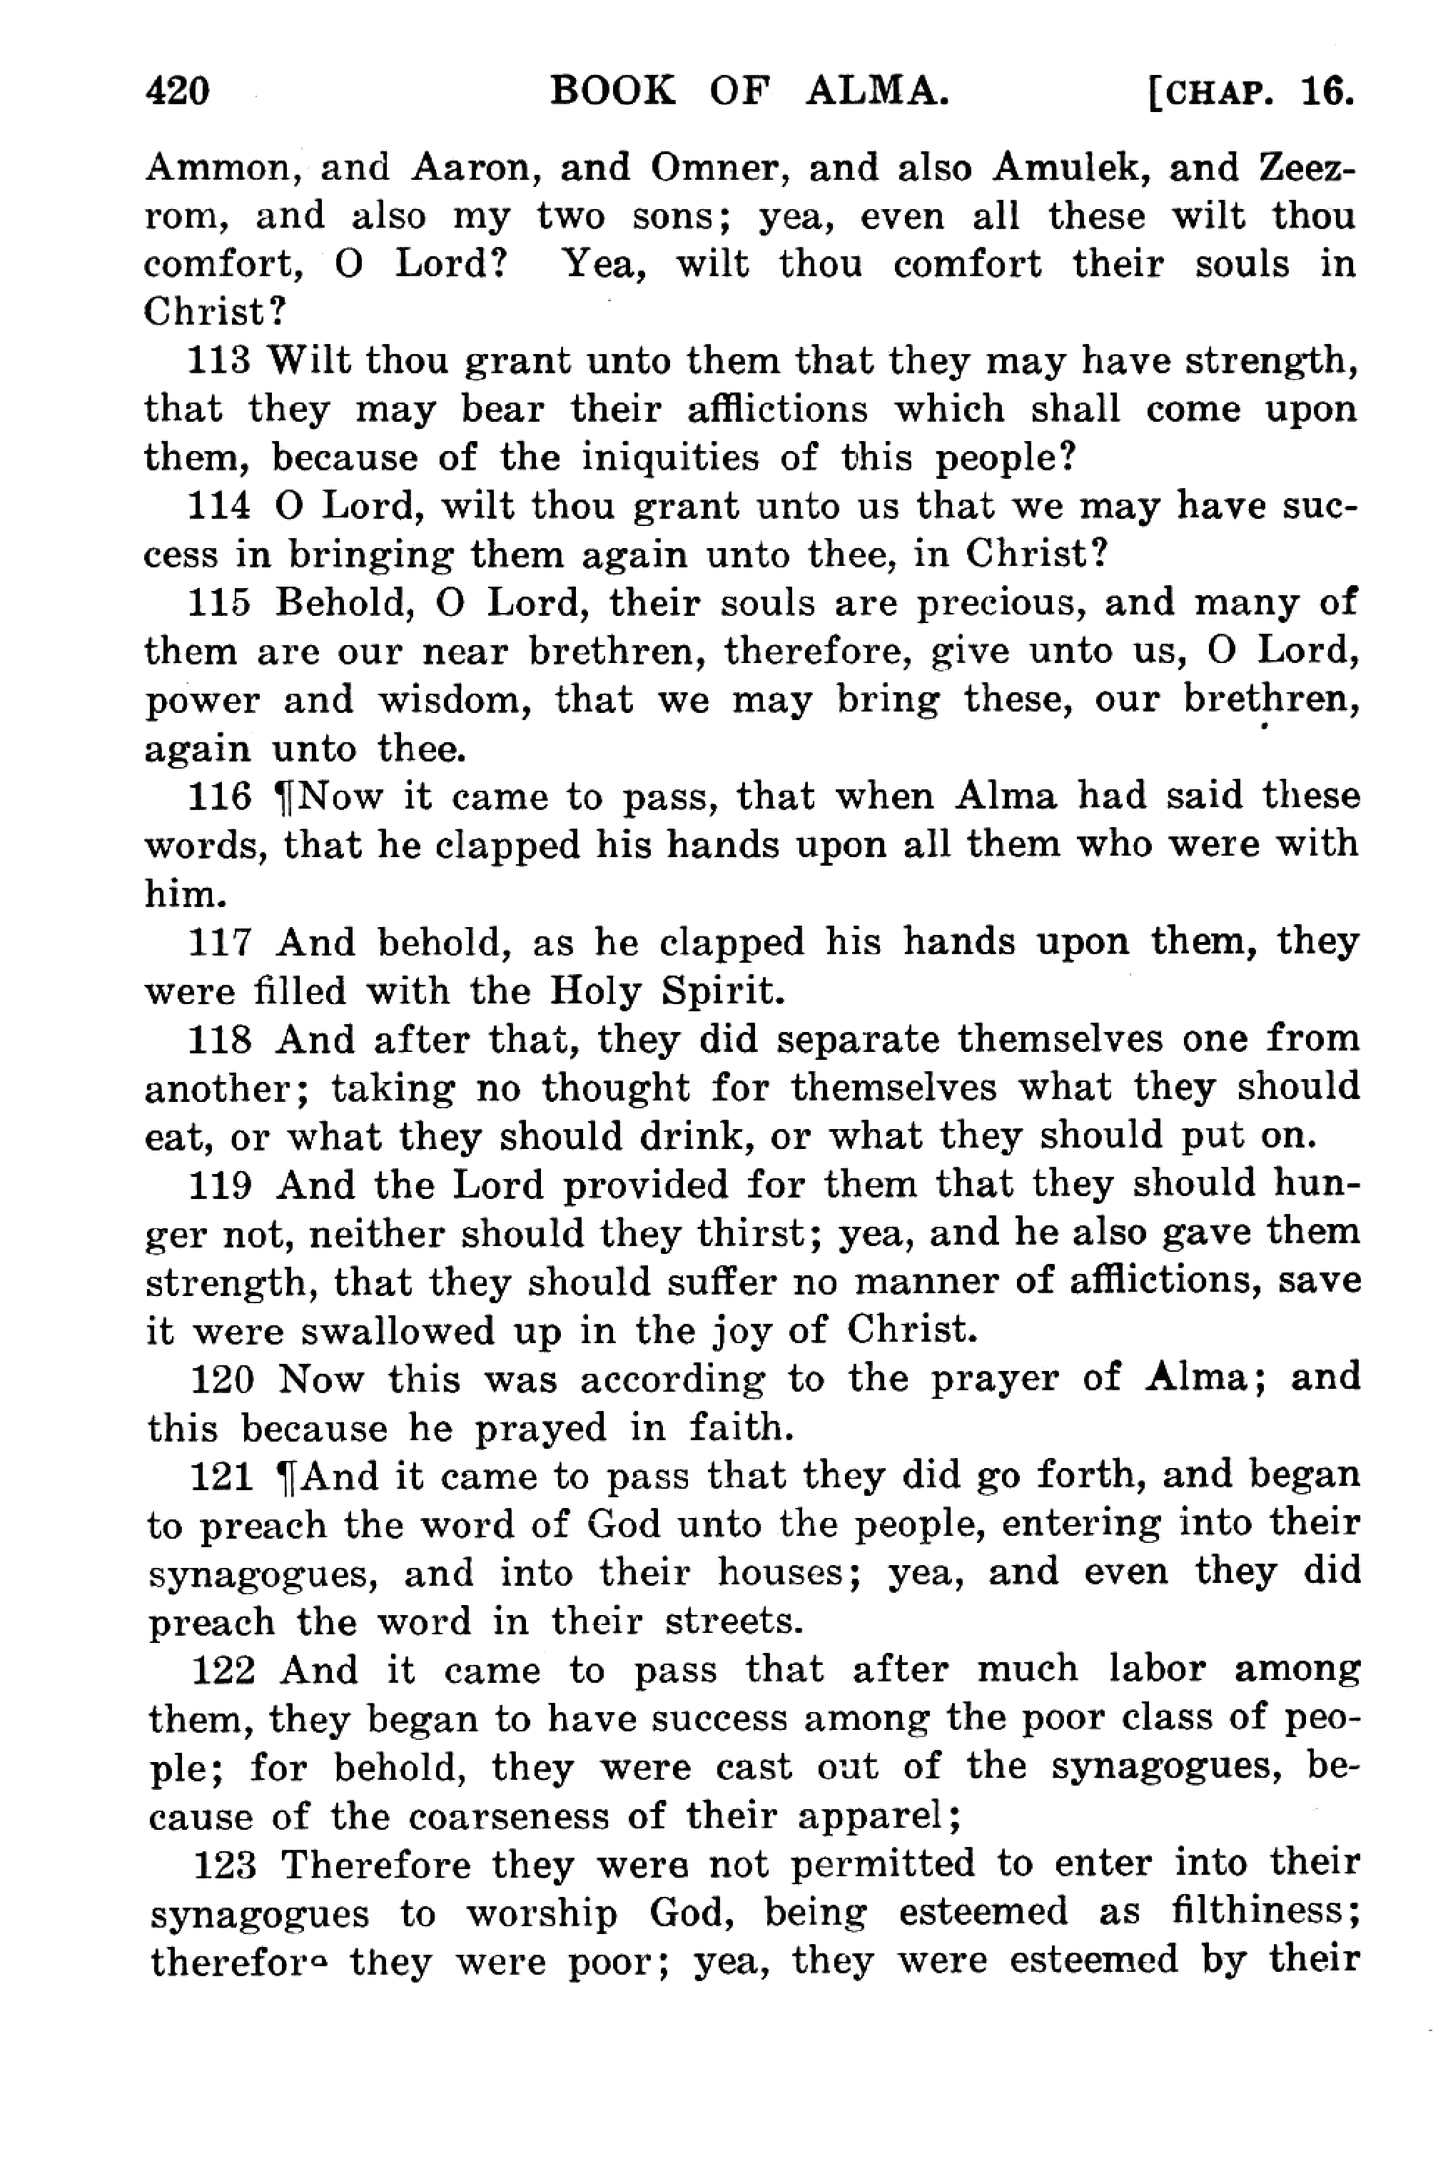 420 BOOK OF ALMA. [CHAP. 16.
Ammon, and Aaron, and Omner, and also Amulek, and Zeez-
rom, and also my two sons; yea, even all these wilt thou
comfort, O Lord? Yea, wilt thou comfort their souls in
Christ?
113 Wilt thou grant unto them that they may have strength,
that they may bear their afflictions which shall come upon
them, because of the iniquities of this people?
114 O Lord, wilt thou grant unto us that we may have suc-
cess in bringing them again unto thee, in Christ?
115 Behold, O Lord, their souls are precious, and many of
them are our near brethren, therefore, give unto us, O Lord,
power and wisdom, that we may bring these, our brethren,
again unto thee.
116 ¶Now it came to pass, that when Alma had said these
words, that he clapped his hands upon all them who were with
him.
117 And behold, as he clapped his hands upon them, they
were filled with the Holy Spirit.
118 And after that, they did separate themselves one from
another; taking no thought for themselves what they should
eat, or what they should drink, or what they should put on.
119 And the Lord provided for them that they should hun-
ger not, neither should they thirst; yea, and he also gave them
strength, that they should suffer no manner of afflictions, save
it were swallowed up in the joy of Christ.
120 Now this was according to the prayer of Alma; and
this because he prayed in faith.
121 ¶And it came to pass that they did go forth, and began
to preach the word of God unto the people, entering into their
synagogues, and into their houses; yea, and even they did
preach the word in their streets.
122 And it came to pass that after much labor among
them, they began to have success among the poor class of peo-
ple; for behold, they were cast out of the synagogues, be-
cause of the coarseness of their apparel;
123 Therefore they were not permitted to enter into their
synagogues to worship God, being esteemed as filthiness;
therefore they were poor; yea, they were esteemed by their